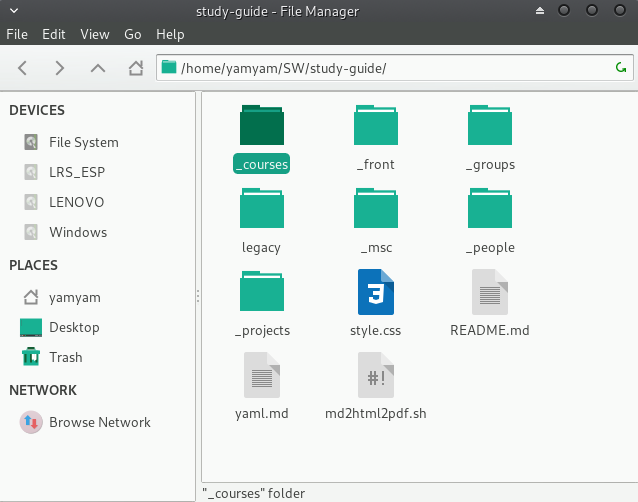 study-guide - File Manager
File Edit View Go Help
/home/yamyam/SW/study-guide/
DEVICES
File System
LRS_ESP
LENOVO
Windows
PLACES
yamyam
Desktop
Trash
NETWORK
Browse Network
_courses _front _groups
legacy _msc _people
_projects style.css README.md
yaml.md md2html2pdf.sh
"_courses" folder